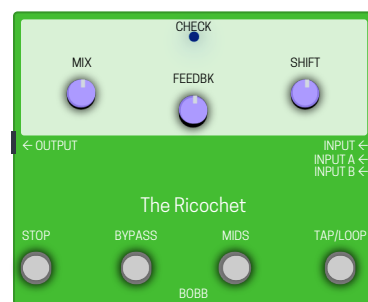 CHECK
MIX
FEEDBK
SHIFT
← OUTPUT
INPUT ←
INPUT A ←
INPUT B ←
The Ricochet
STOP
BYPASS
MIDS
TAP/LOOP
BOBB